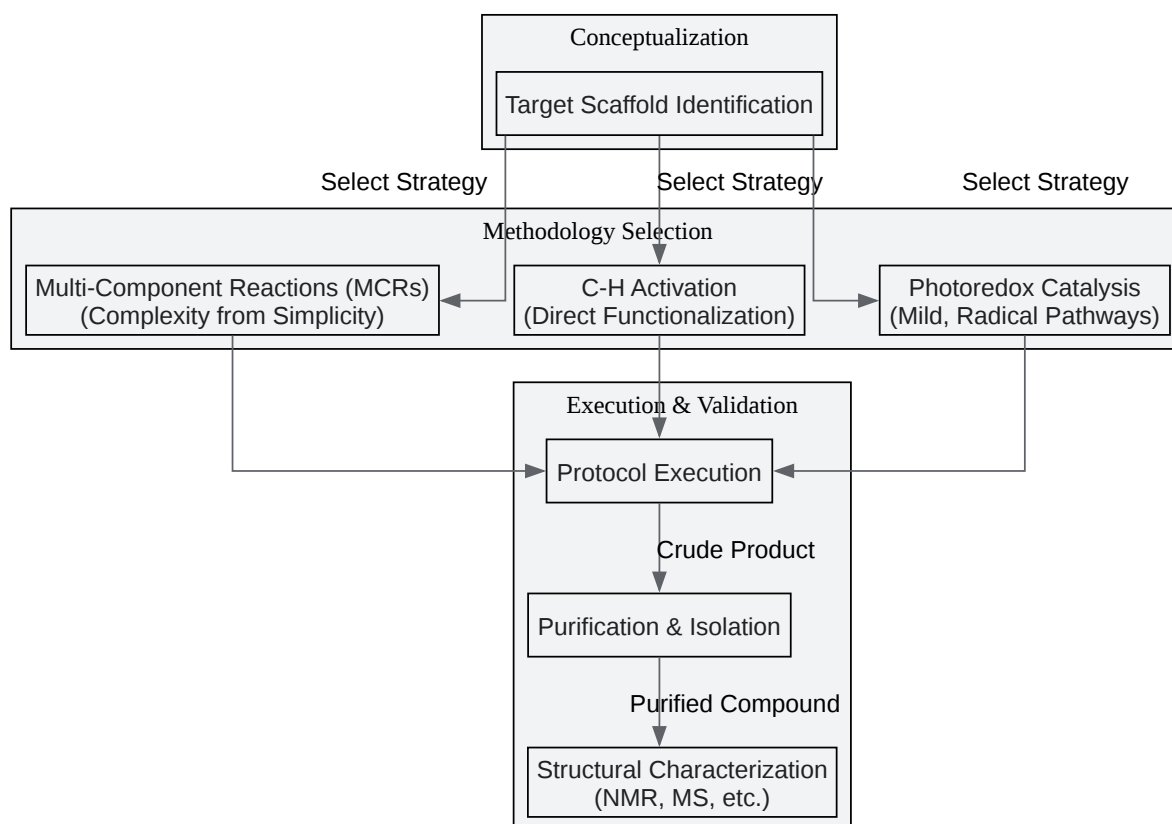 Conceptualization
Target Scaffold Identification
Select Strategy
Select Strategy
Select Strategy
Methodology Selection
Multi-Component Reactions (MCRs)
(Complexity from Simplicity)
C-H Activation
(Direct Functionalization)
Photoredox Catalysis
(Mild, Radical Pathways)
Execution & Validation
Protocol Execution
Crude Product
Purification & Isolation
Purified Compound
Structural Characterization
(NMR, MS, etc.)